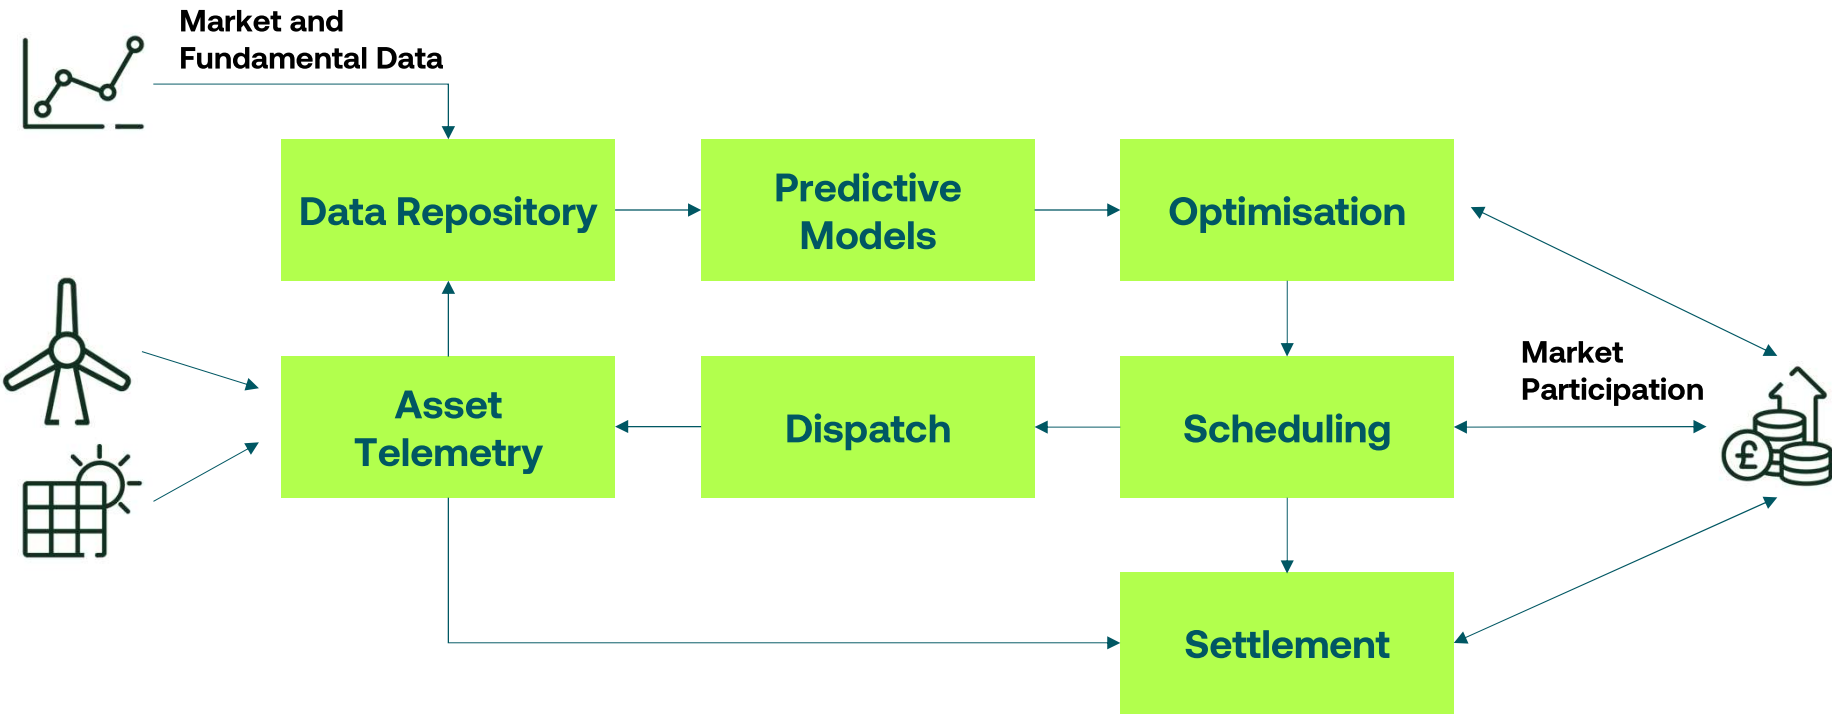 Market and
Fundamental Data
Data Repository
Predictive
Models
Optimisation
Asset
Telemetry
Dispatch
Scheduling
Market
Participation
£
Settlement